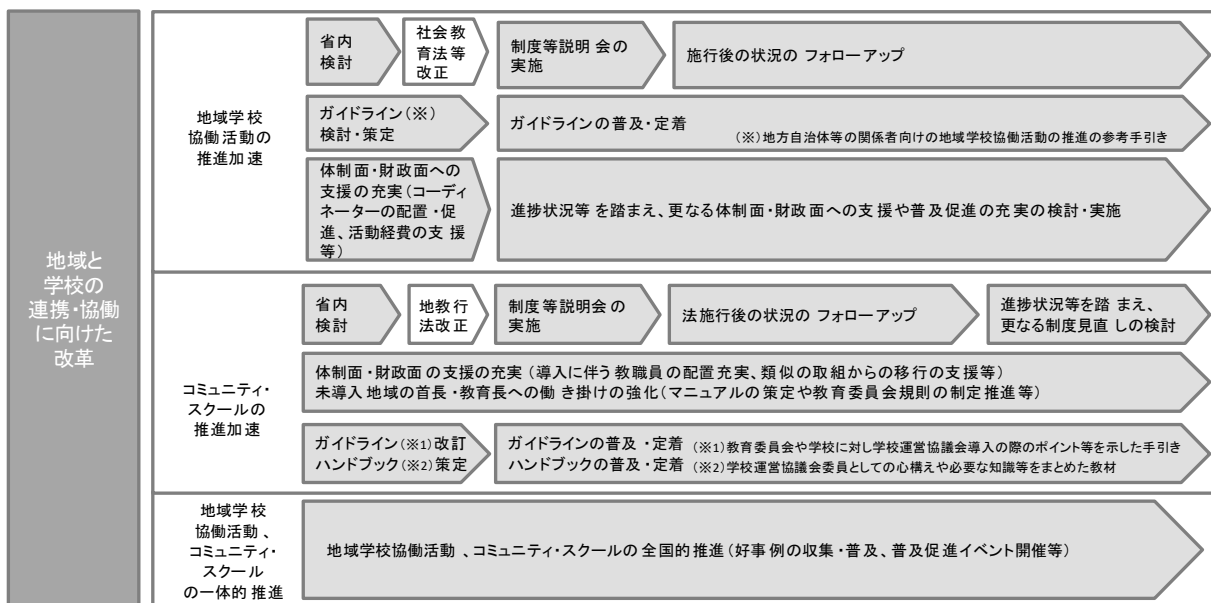 地域と
学校の
連携・協働
に向けた
改革
地域学校
協働活動の
推進加速
省内
検討
社会教
育法等
改正
制度等説明会の
実施
施行後の状況のフォローアップ
ガイドライン(※)
検討・策定
ガイドラインの普及・定着
(※)地方自治体等の関係者向けの地域学校協働活動の推進の参考手引き
体制面・財政面への
支援の充実(コーディ
ネーターの配置・促
進、活動経費の支援
等)
進捗状況等を踏まえ、更なる体制面・財政面への支援や普及促進の充実の検討・実施
コミュニティ・
スクールの
推進加速
省内
検討
地教行
法改正
制度等説明会の
実施
法施行後の状況のフォローアップ
進捗状況等を踏まえ、
更なる制度見直しの検討
体制面・財政面の支援の充実(導入に伴う教職員の配置充実、類似の取組からの移行の支援等)
未導入地域の首長・教育長への働き掛けの強化(マニュアルの策定や教育委員会規則の制定推進等)
ガイドライン(※1)改訂
ハンドブック(※2)策定
ガイドラインの普及・定着 (※1)教育委員会や学校に対し学校運営協議会導入の際のポイント等を示した手引き
ハンドブックの普及・定着 (※2)学校運営協議会委員としての心構えや必要な知識等をまとめた教材
地域学校
協働活動、
コミュニティ・
スクール
の一体的推進
地域学校協働活動、コミュニティ・スクールの全国的推進(好事例の収集・普及、普及促進イベント開催等)